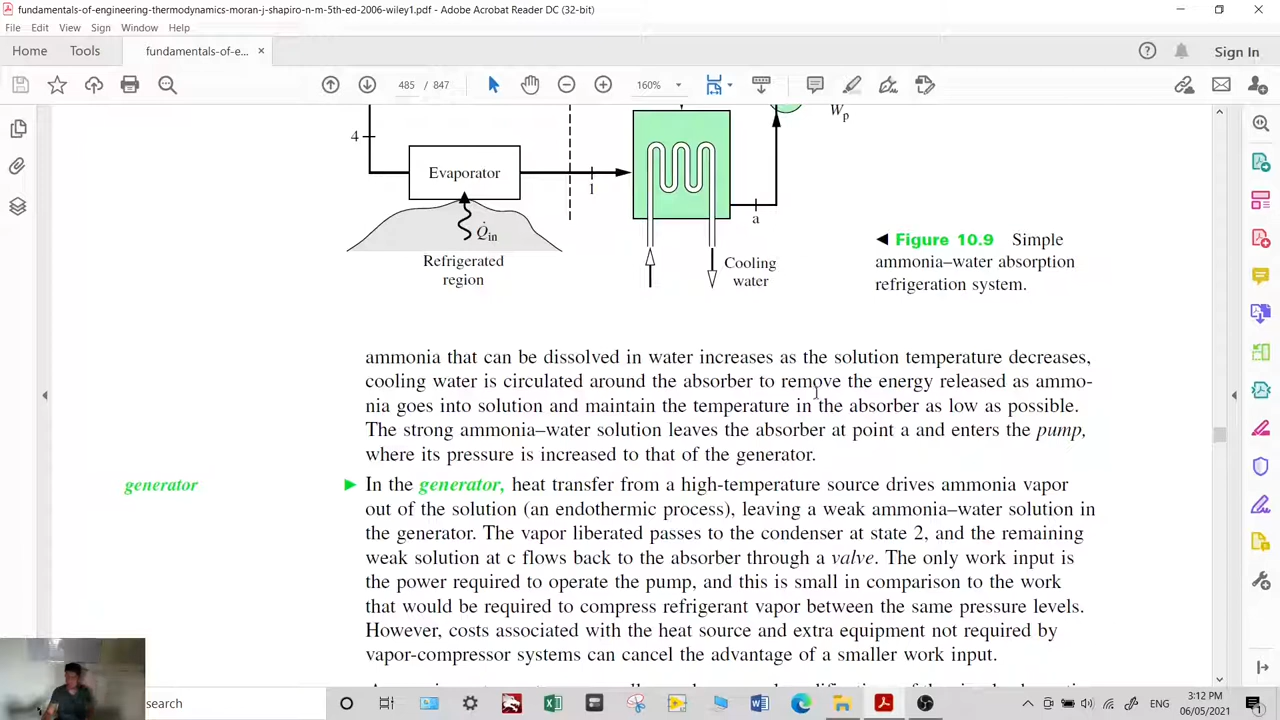 fundamentals-of-engineering-thermodynamics-moran-j-shapiro-n-m-5th-ed-2006-wiley1.pdf - Adobe Acrobat Reader DC (32-bit)
File Edit View Sign Window Help
Home Tools fundamentals-of-e... × Sign In
485 / 847 160%
Wp
4
Evaporator
1
a
Q̇in
Refrigerated
region
Cooling
water
◄ Figure 10.9 Simple
ammonia–water absorption
refrigeration system.
ammonia that can be dissolved in water increases as the solution temperature decreases,
cooling water is circulated around the absorber to remove the energy released as ammo-
nia goes into solution and maintain the temperature in the absorber as low as possible.
The strong ammonia–water solution leaves the absorber at point a and enters the pump,
where its pressure is increased to that of the generator.
generator
► In the generator, heat transfer from a high-temperature source drives ammonia vapor
out of the solution (an endothermic process), leaving a weak ammonia–water solution in
the generator. The vapor liberated passes to the condenser at state 2, and the remaining
weak solution at c flows back to the absorber through a valve. The only work input is
the power required to operate the pump, and this is small in comparison to the work
that would be required to compress refrigerant vapor between the same pressure levels.
However, costs associated with the heat source and extra equipment not required by
vapor-compressor systems can cancel the advantage of a smaller work input.
search
ENG
3:12 PM
06/05/2021